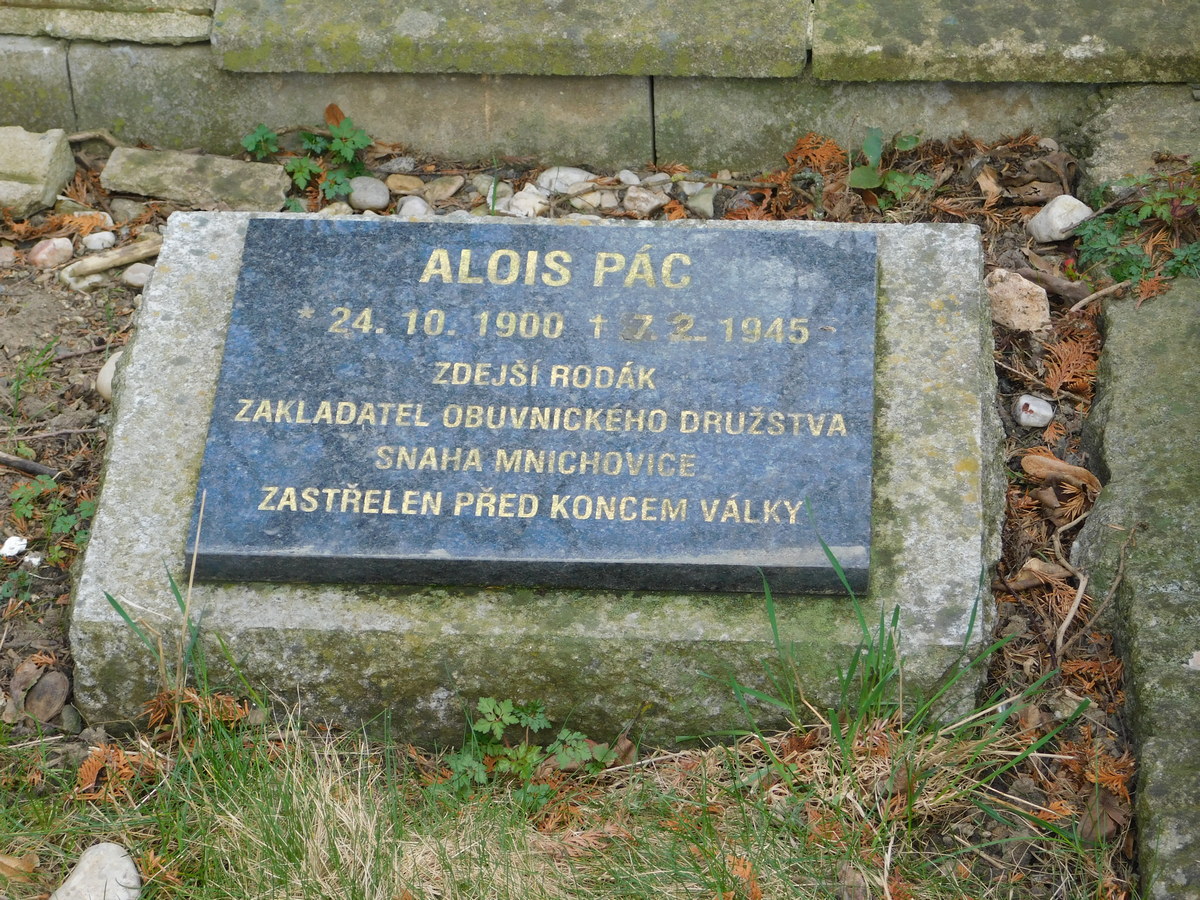 ALOIS PÁC
* 24. 10. 1900 † 7. 2. 1945
ZDEJŠÍ RODÁK
ZAKLADATEL OBUVNICKÉHO DRUŽSTVA
SNAHA MNICHOVICE
ZASTŘELEN PŘED KONCEM VÁLKY